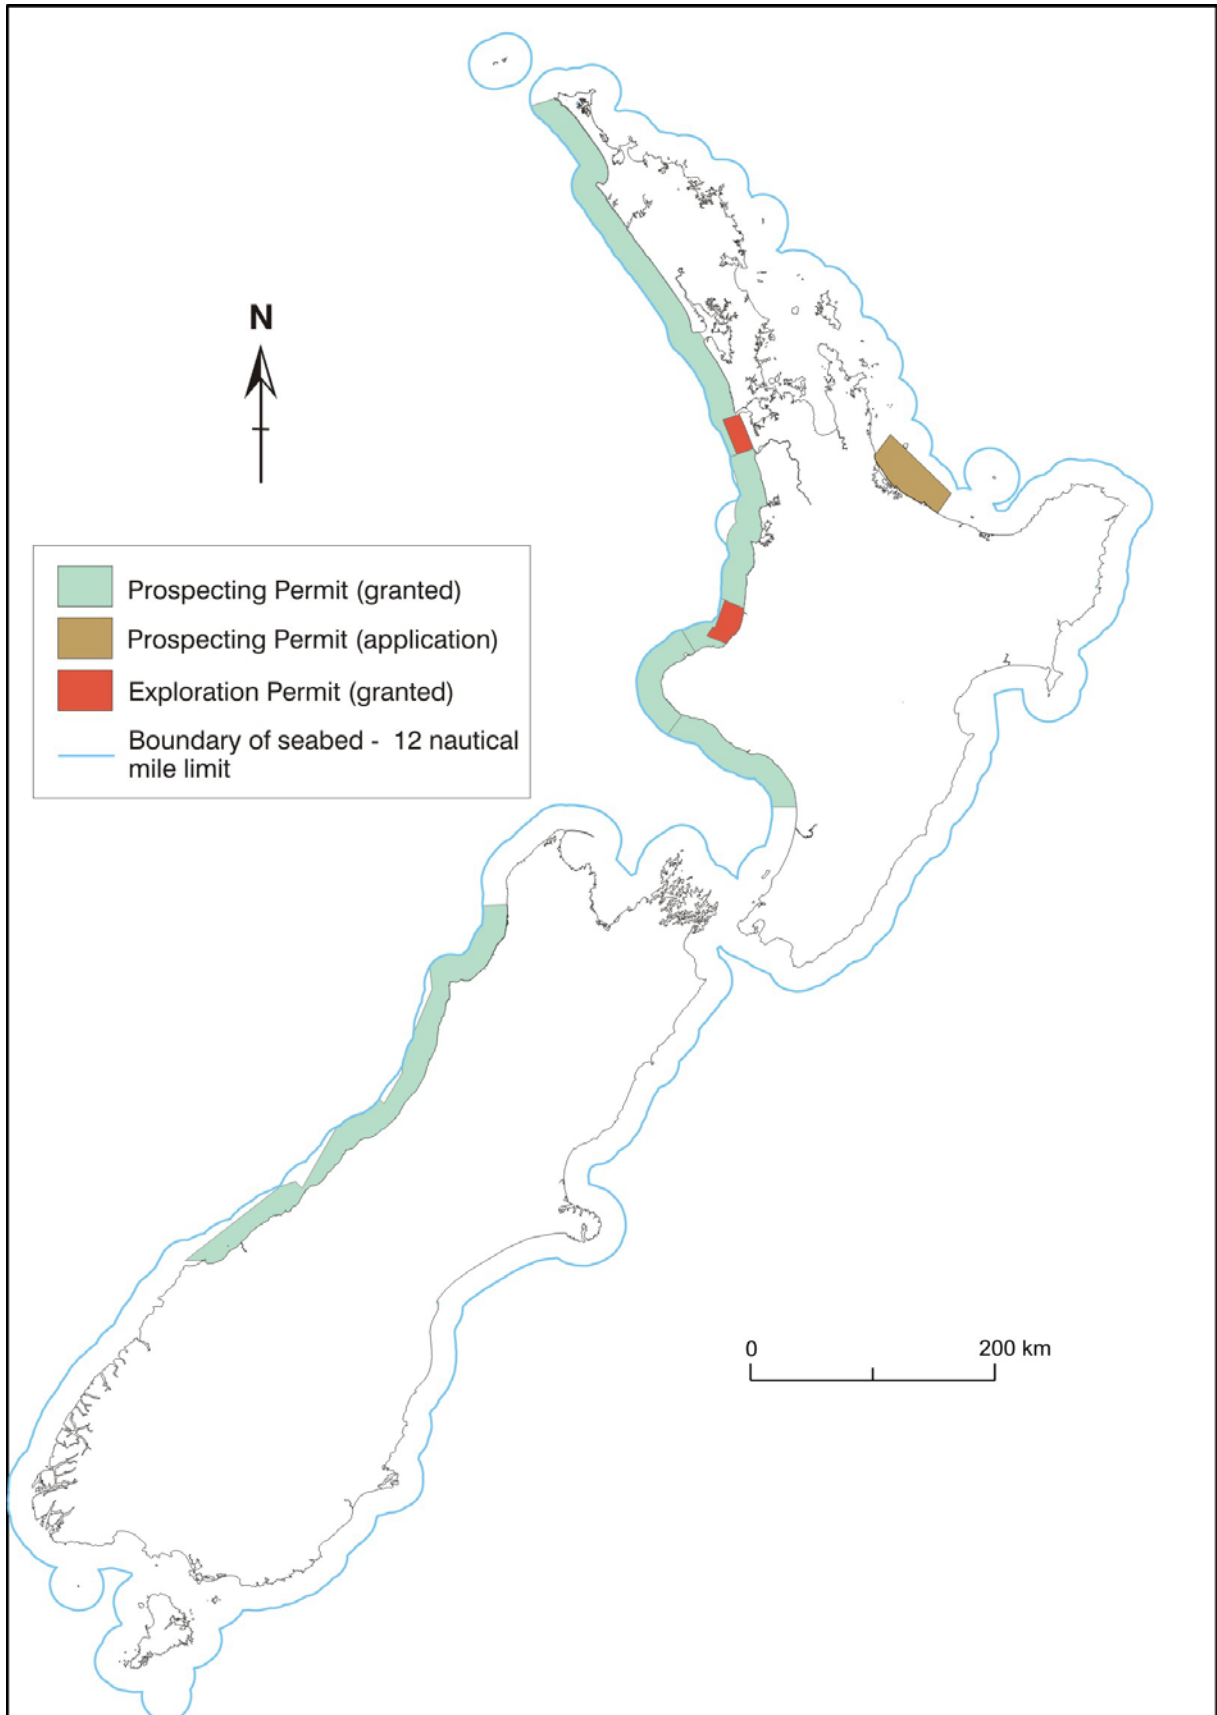 N
Prospecting Permit (granted)
Prospecting Permit (application)
Exploration Permit (granted)
Boundary of seabed - 12 nautical
mile limit
0 200 km